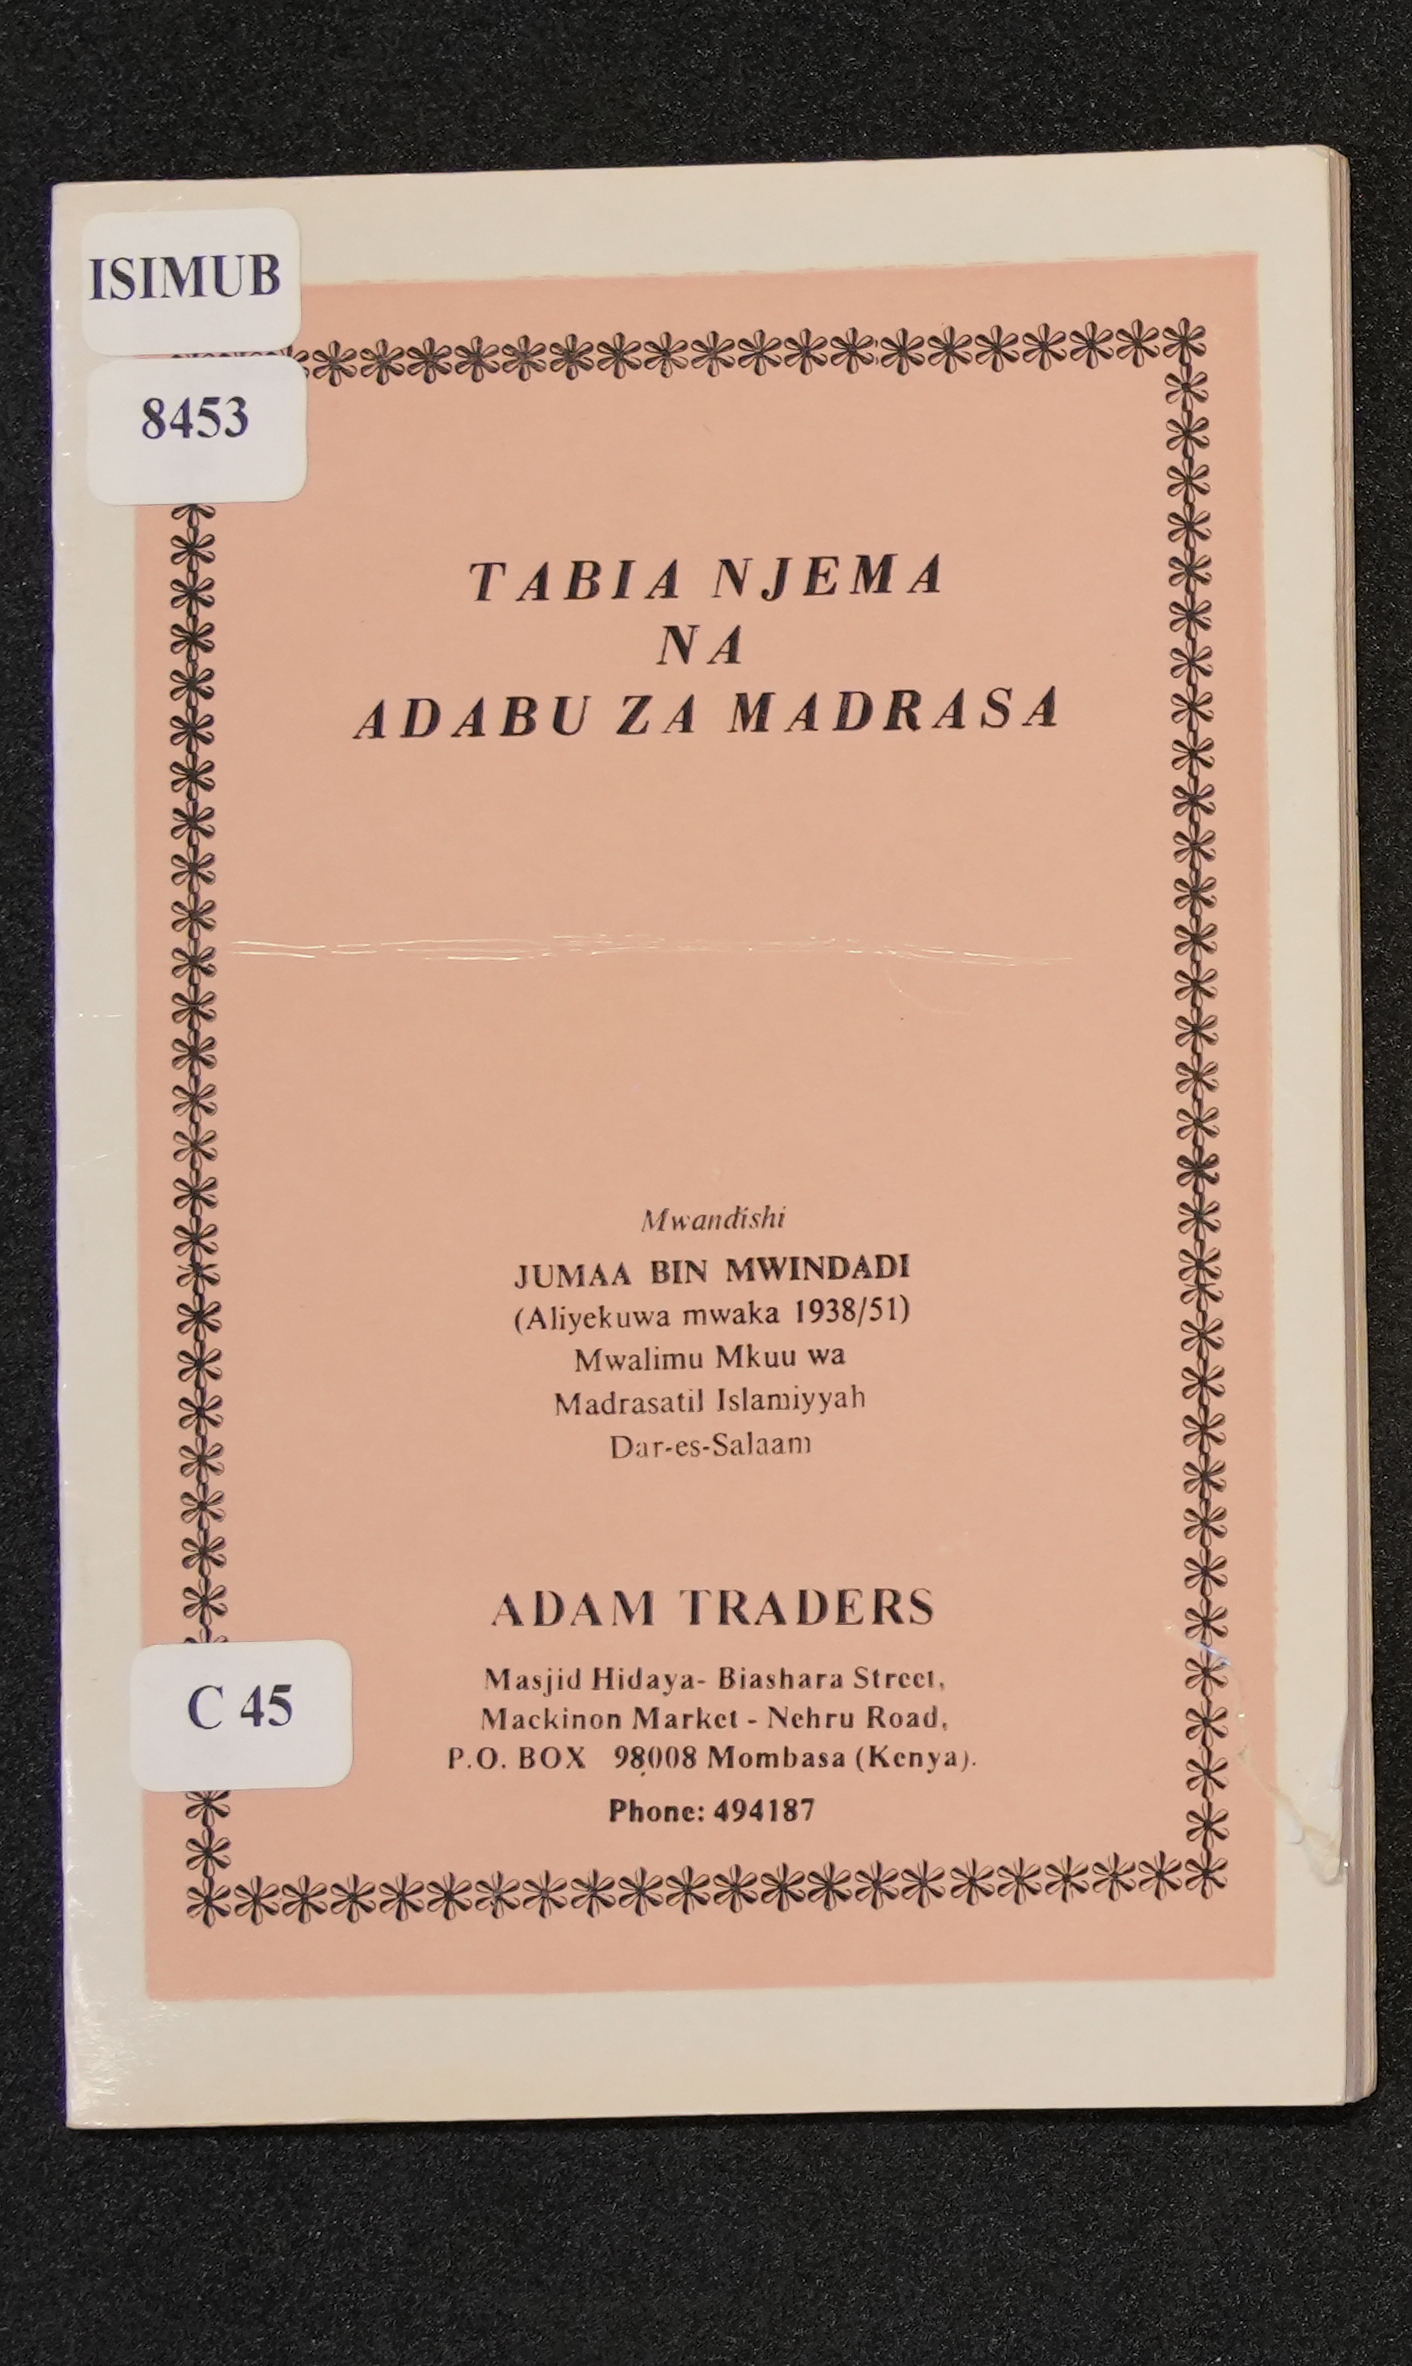 ISIMUB
8453
TABIA NJEMA
NA
ADABU ZA MADRASA
Mwandishi
JUMAA BIN MWINDADI
(Aliyekuwa mwaka 1938/51)
Mwalimu Mkuu wa
Madrasatil Islamiyyah
Dar-es-Salaam
ADAM TRADERS
Masjid Hidaya- Biashara Street,
Mackinon Market - Nehru Road,
P.O. BOX 98008 Mombasa (Kenya).
Phone: 494187
C 45